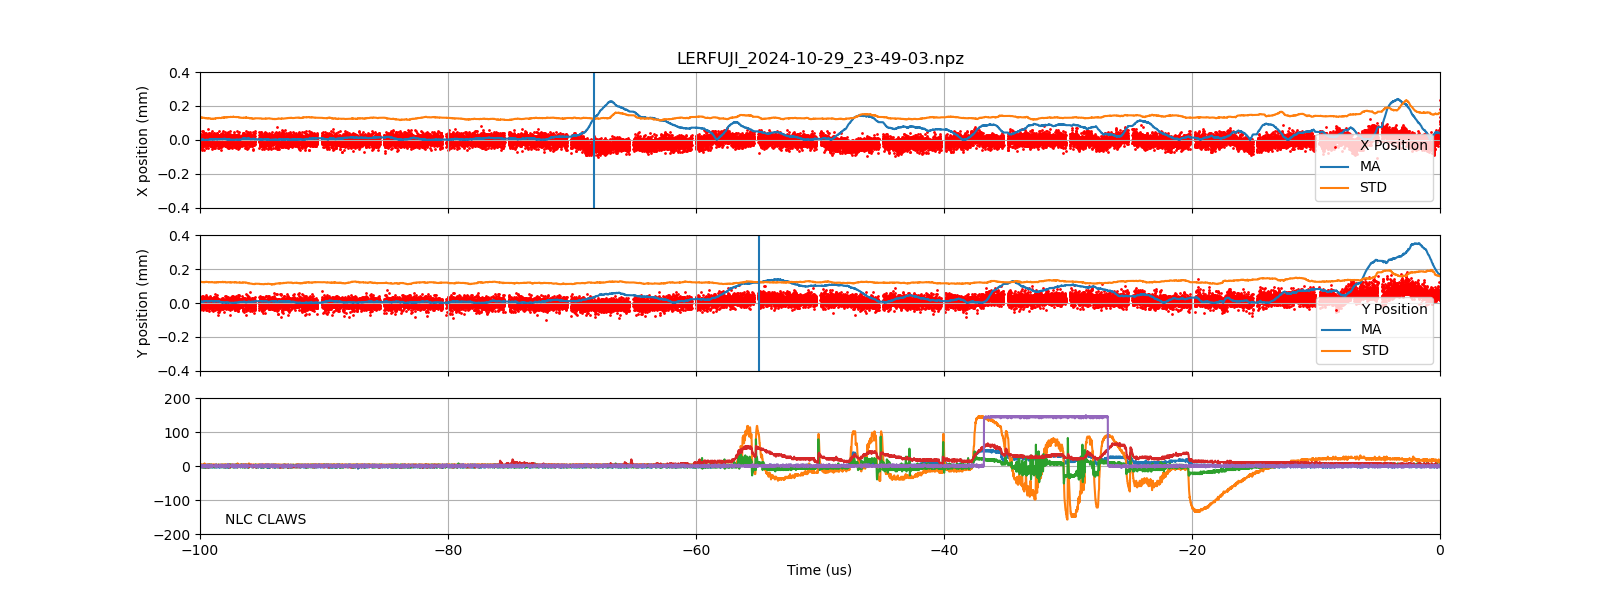 LERFUJI_2024-10-29_23-49-03.npz
0.4
0.2
0.0
−0.2
−0.4
X position (mm)
X Position
MA
STD
0.4
0.2
0.0
−0.2
−0.4
Y position (mm)
Y Position
MA
STD
200
100
0
−100
−200
NLC CLAWS
−100 −80 −60 −40 −20 0
Time (us)